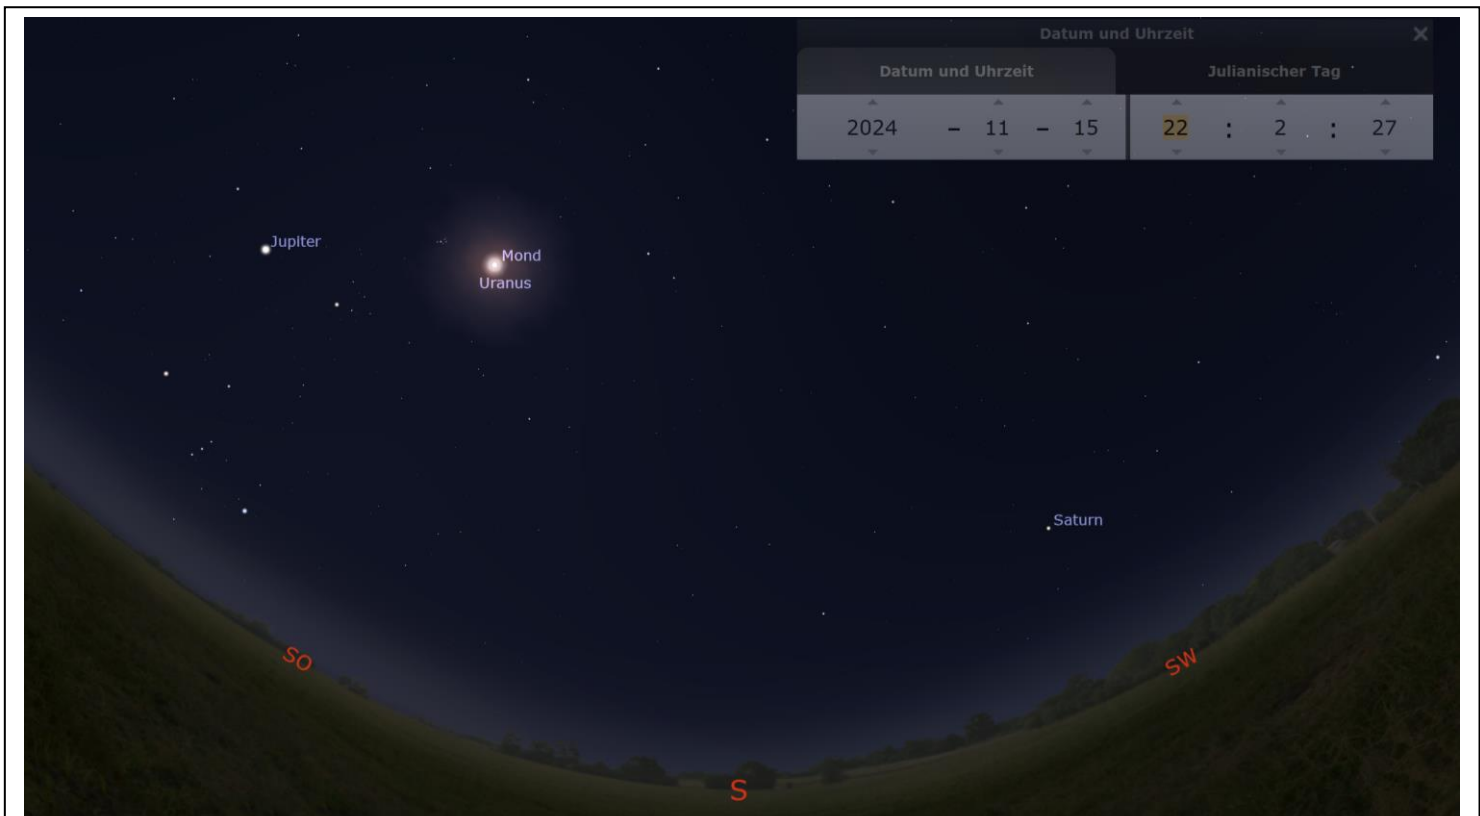 Datum und Uhrzeit ×
Datum und Uhrzeit Julianischer Tag
2024 – 11 – 15 22 : 2 : 27
Jupiter
Mond
Uranus
Saturn
SO
SW
S